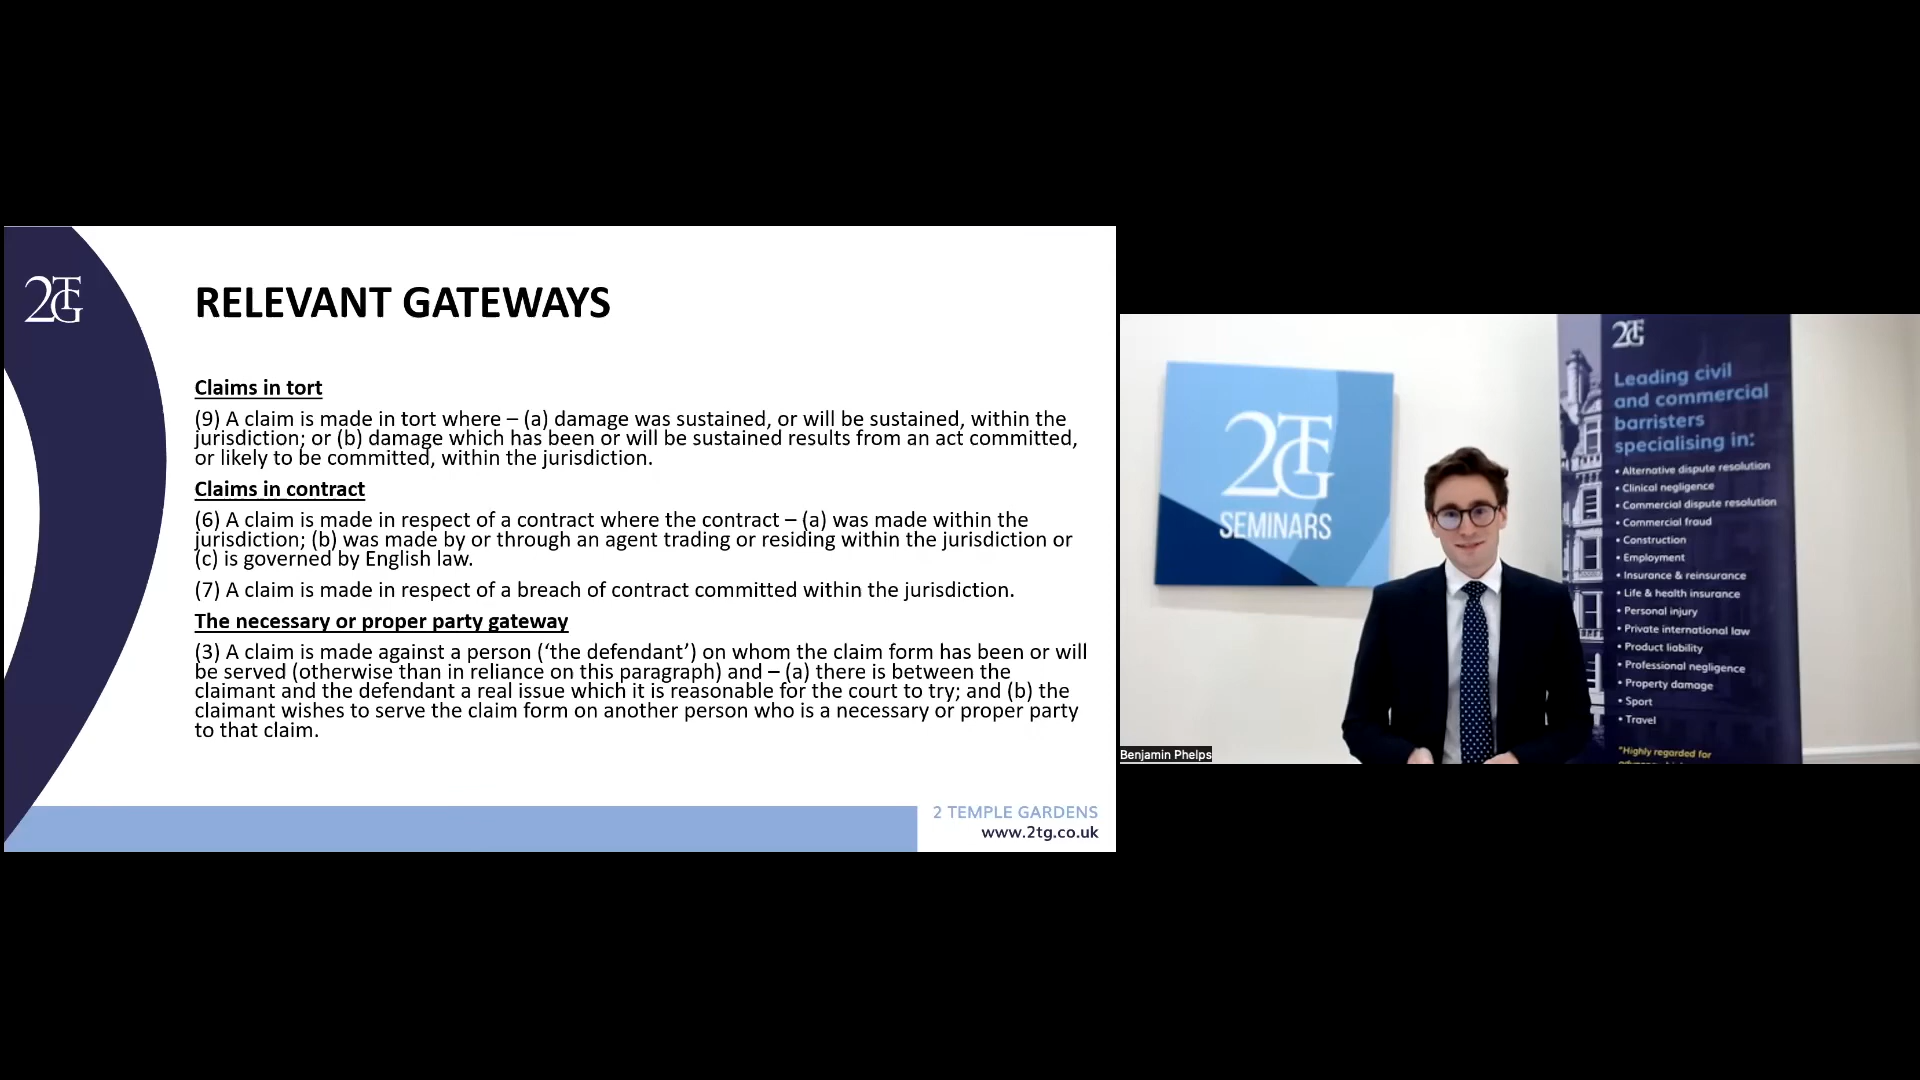 2TG
RELEVANT GATEWAYS
Claims in tort
(9) A claim is made in tort where – (a) damage was sustained, or will be sustained, within the
jurisdiction; or (b) damage which has been or will be sustained results from an act committed,
or likely to be committed, within the jurisdiction.
Claims in contract
(6) A claim is made in respect of a contract where the contract – (a) was made within the
jurisdiction; (b) was made by or through an agent trading or residing within the jurisdiction or
(c) is governed by English law.
(7) A claim is made in respect of a breach of contract committed within the jurisdiction.
The necessary or proper party gateway
(3) A claim is made against a person (‘the defendant’) on whom the claim form has been or will
be served (otherwise than in reliance on this paragraph) and – (a) there is between the
claimant and the defendant a real issue which it is reasonable for the court to try; and (b) the
claimant wishes to serve the claim form on another person who is a necessary or proper party
to that claim.
2 TEMPLE GARDENS
www.2tg.co.uk
2TG
SEMINARS
2TG
Leading civil
and commercial
barristers
specialising in:
• Alternative dispute resolution
• Clinical negligence
• Commercial dispute resolution
• Commercial fraud
• Construction
• Employment
• Insurance & reinsurance
• Life & health insurance
• Personal injury
• Private international law
• Product liability
• Professional negligence
• Property damage
• Sport
• Travel
"Highly regarded for
Benjamin Phelps